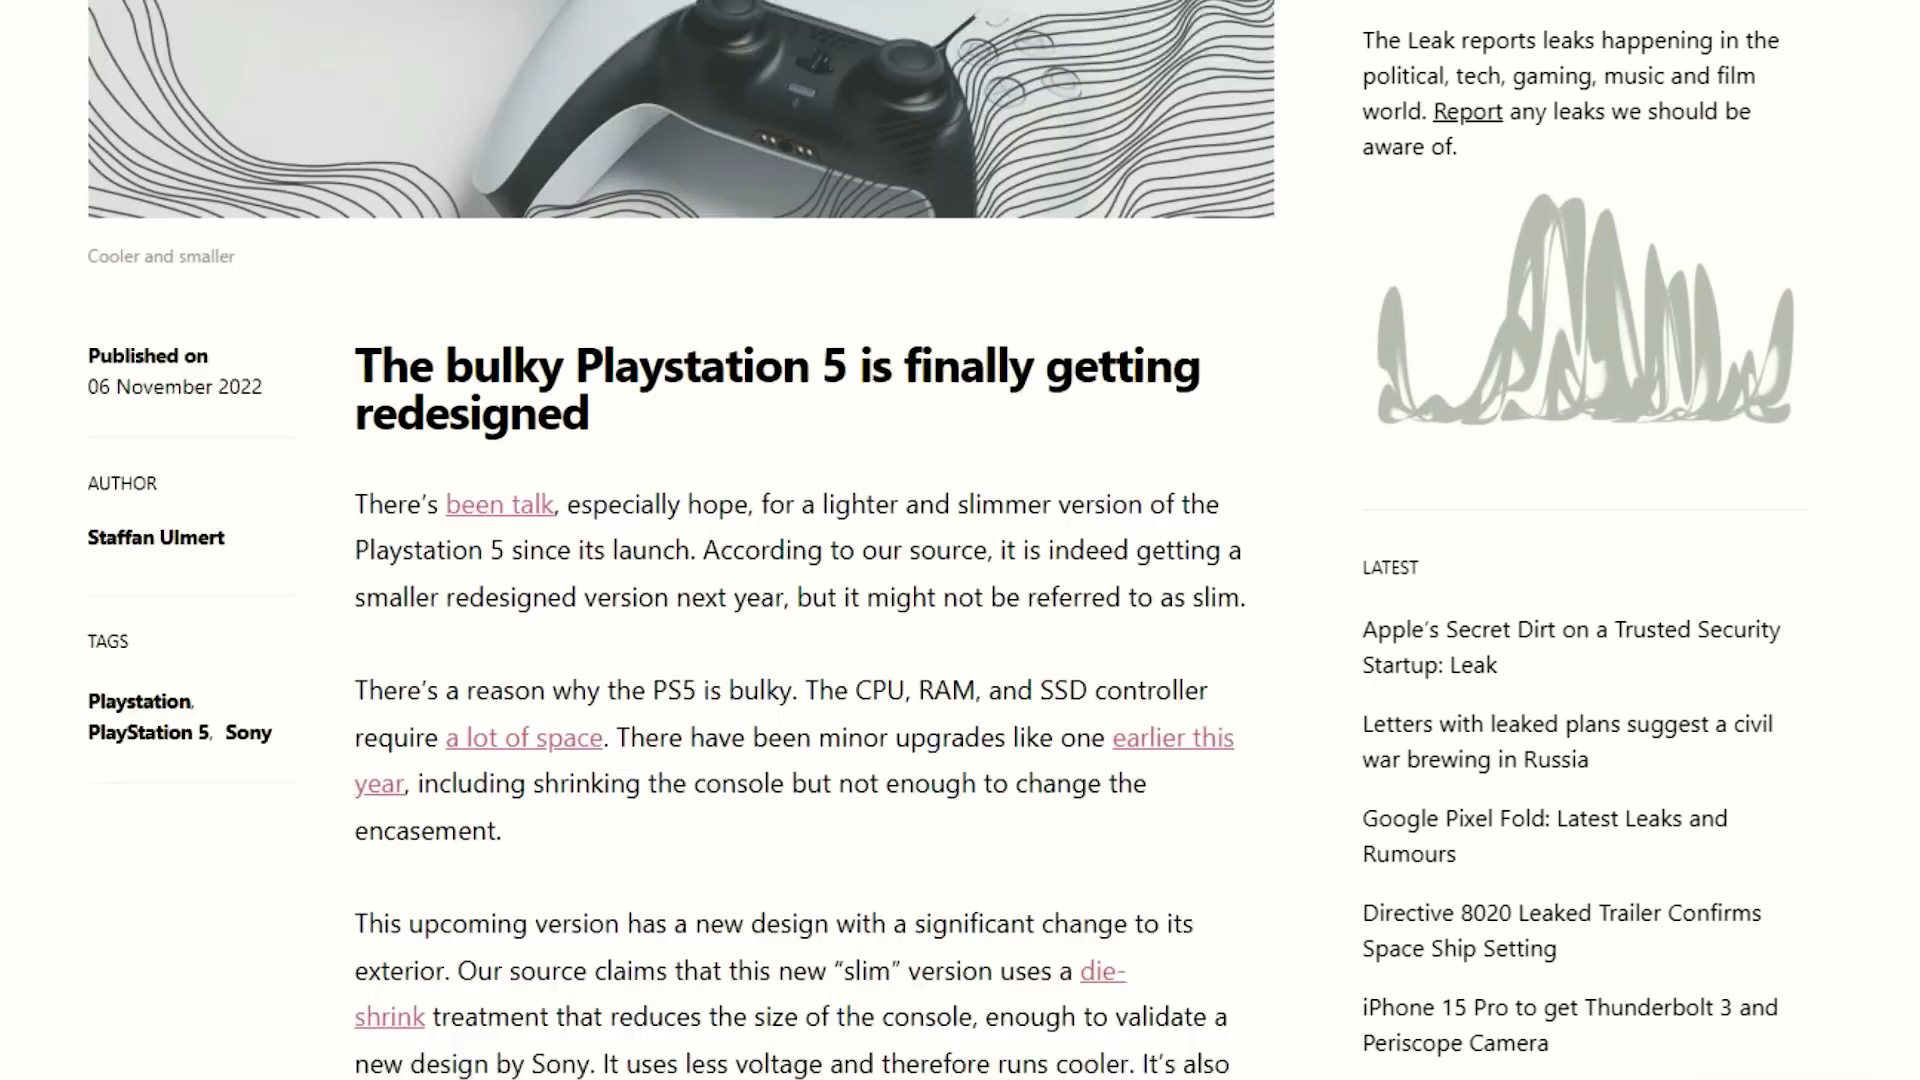 Cooler and smaller
Published on
06 November 2022
AUTHOR
Staffan Ulmert
TAGS
Playstation,
PlayStation 5, Sony
The bulky Playstation 5 is finally getting
redesigned
There’s been talk, especially hope, for a lighter and slimmer version of the
Playstation 5 since its launch. According to our source, it is indeed getting a
smaller redesigned version next year, but it might not be referred to as slim.
There’s a reason why the PS5 is bulky. The CPU, RAM, and SSD controller
require a lot of space. There have been minor upgrades like one earlier this
year, including shrinking the console but not enough to change the
encasement.
This upcoming version has a new design with a significant change to its
exterior. Our source claims that this new “slim” version uses a die-
shrink treatment that reduces the size of the console, enough to validate a
new design by Sony. It uses less voltage and therefore runs cooler. It’s also
The Leak reports leaks happening in the
political, tech, gaming, music and film
world. Report any leaks we should be
aware of.
LATEST
Apple’s Secret Dirt on a Trusted Security
Startup: Leak
Letters with leaked plans suggest a civil
war brewing in Russia
Google Pixel Fold: Latest Leaks and
Rumours
Directive 8020 Leaked Trailer Confirms
Space Ship Setting
iPhone 15 Pro to get Thunderbolt 3 and
Periscope Camera